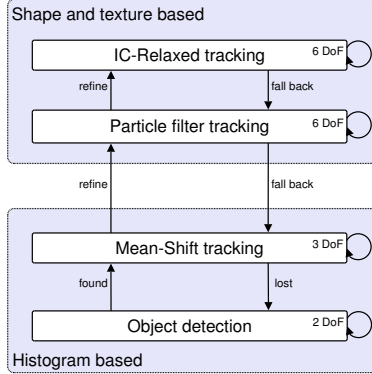 Shape and texture based
IC-Relaxed tracking 6 DoF
refine fall back
Particle filter tracking 6 DoF
refine fall back
Mean-Shift tracking 3 DoF
found lost
Object detection 2 DoF
Histogram based